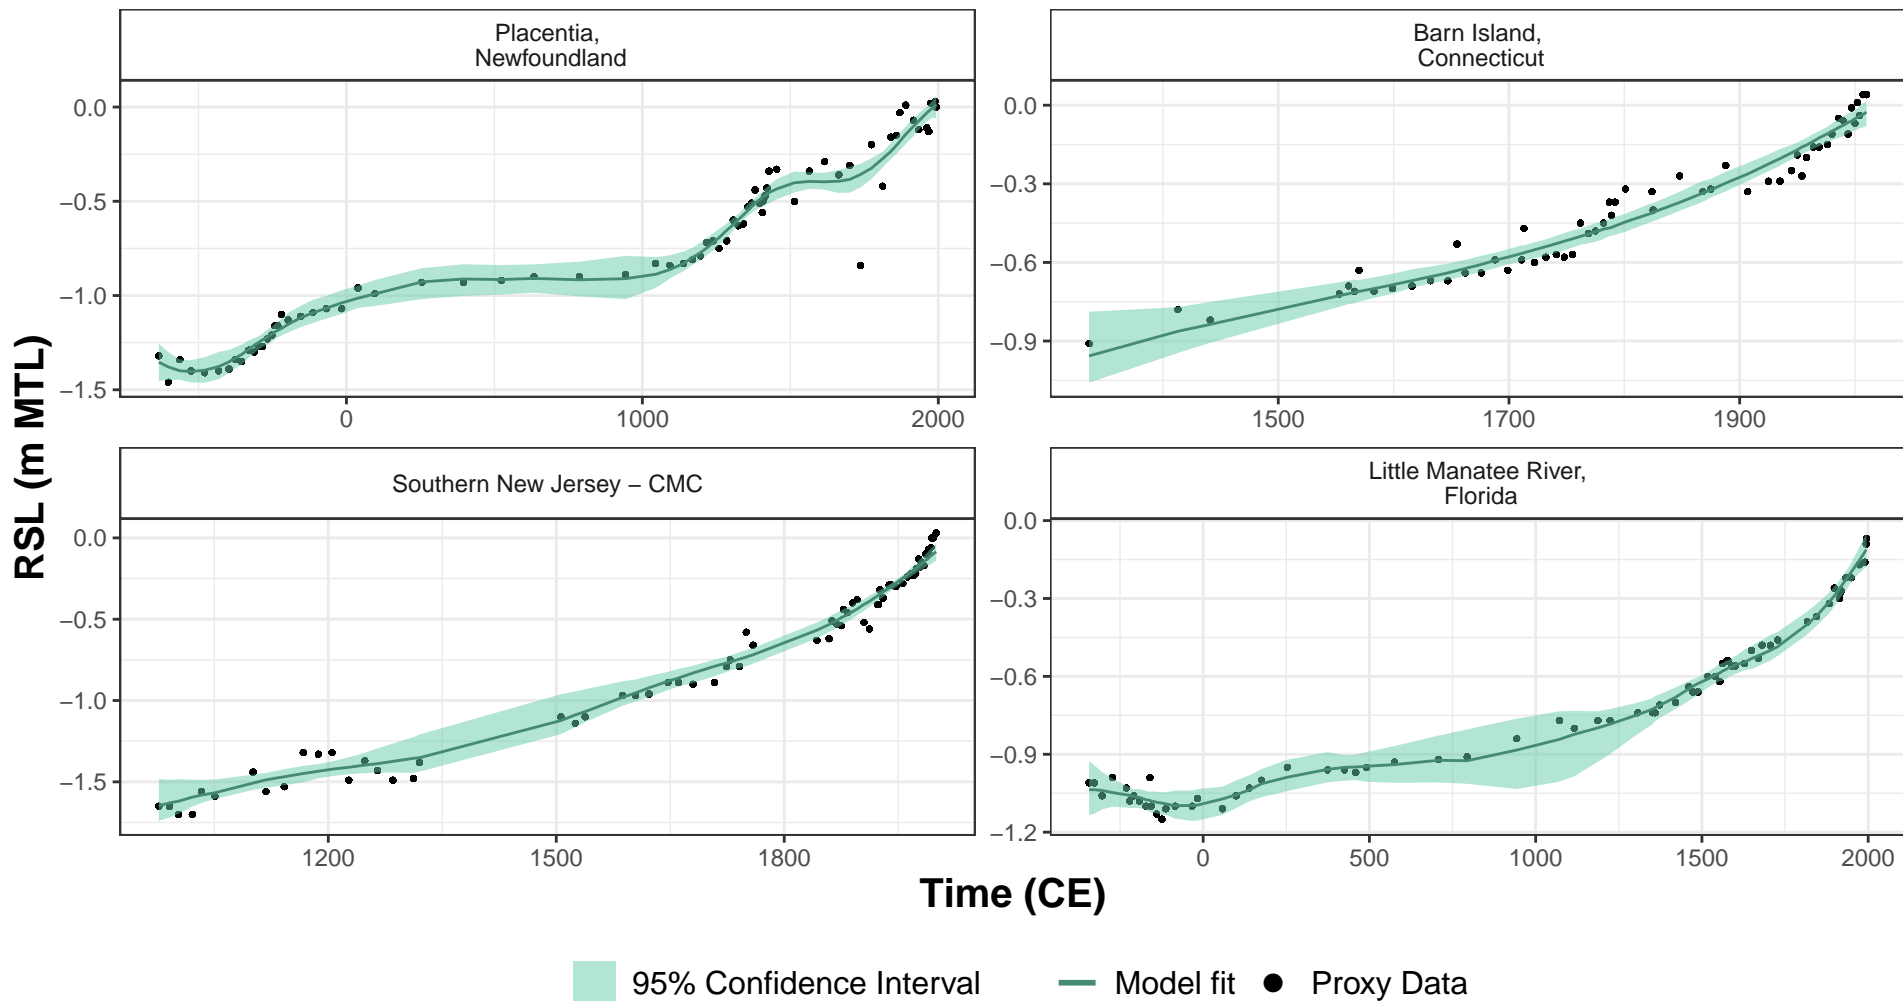 Placentia,
Newfoundland
0.0
−0.5
−1.0
−1.5
0 1000 2000
Barn Island,
Connecticut
0.0
−0.3
−0.6
−0.9
1500 1700 1900
Southern New Jersey − CMC
0.0
−0.5
−1.0
−1.5
1200 1500 1800
Little Manatee River,
Florida
0.0
−0.3
−0.6
−0.9
−1.2
0 500 1000 1500 2000
RSL (m MTL)
Time (CE)
95% Confidence Interval Model fit Proxy Data